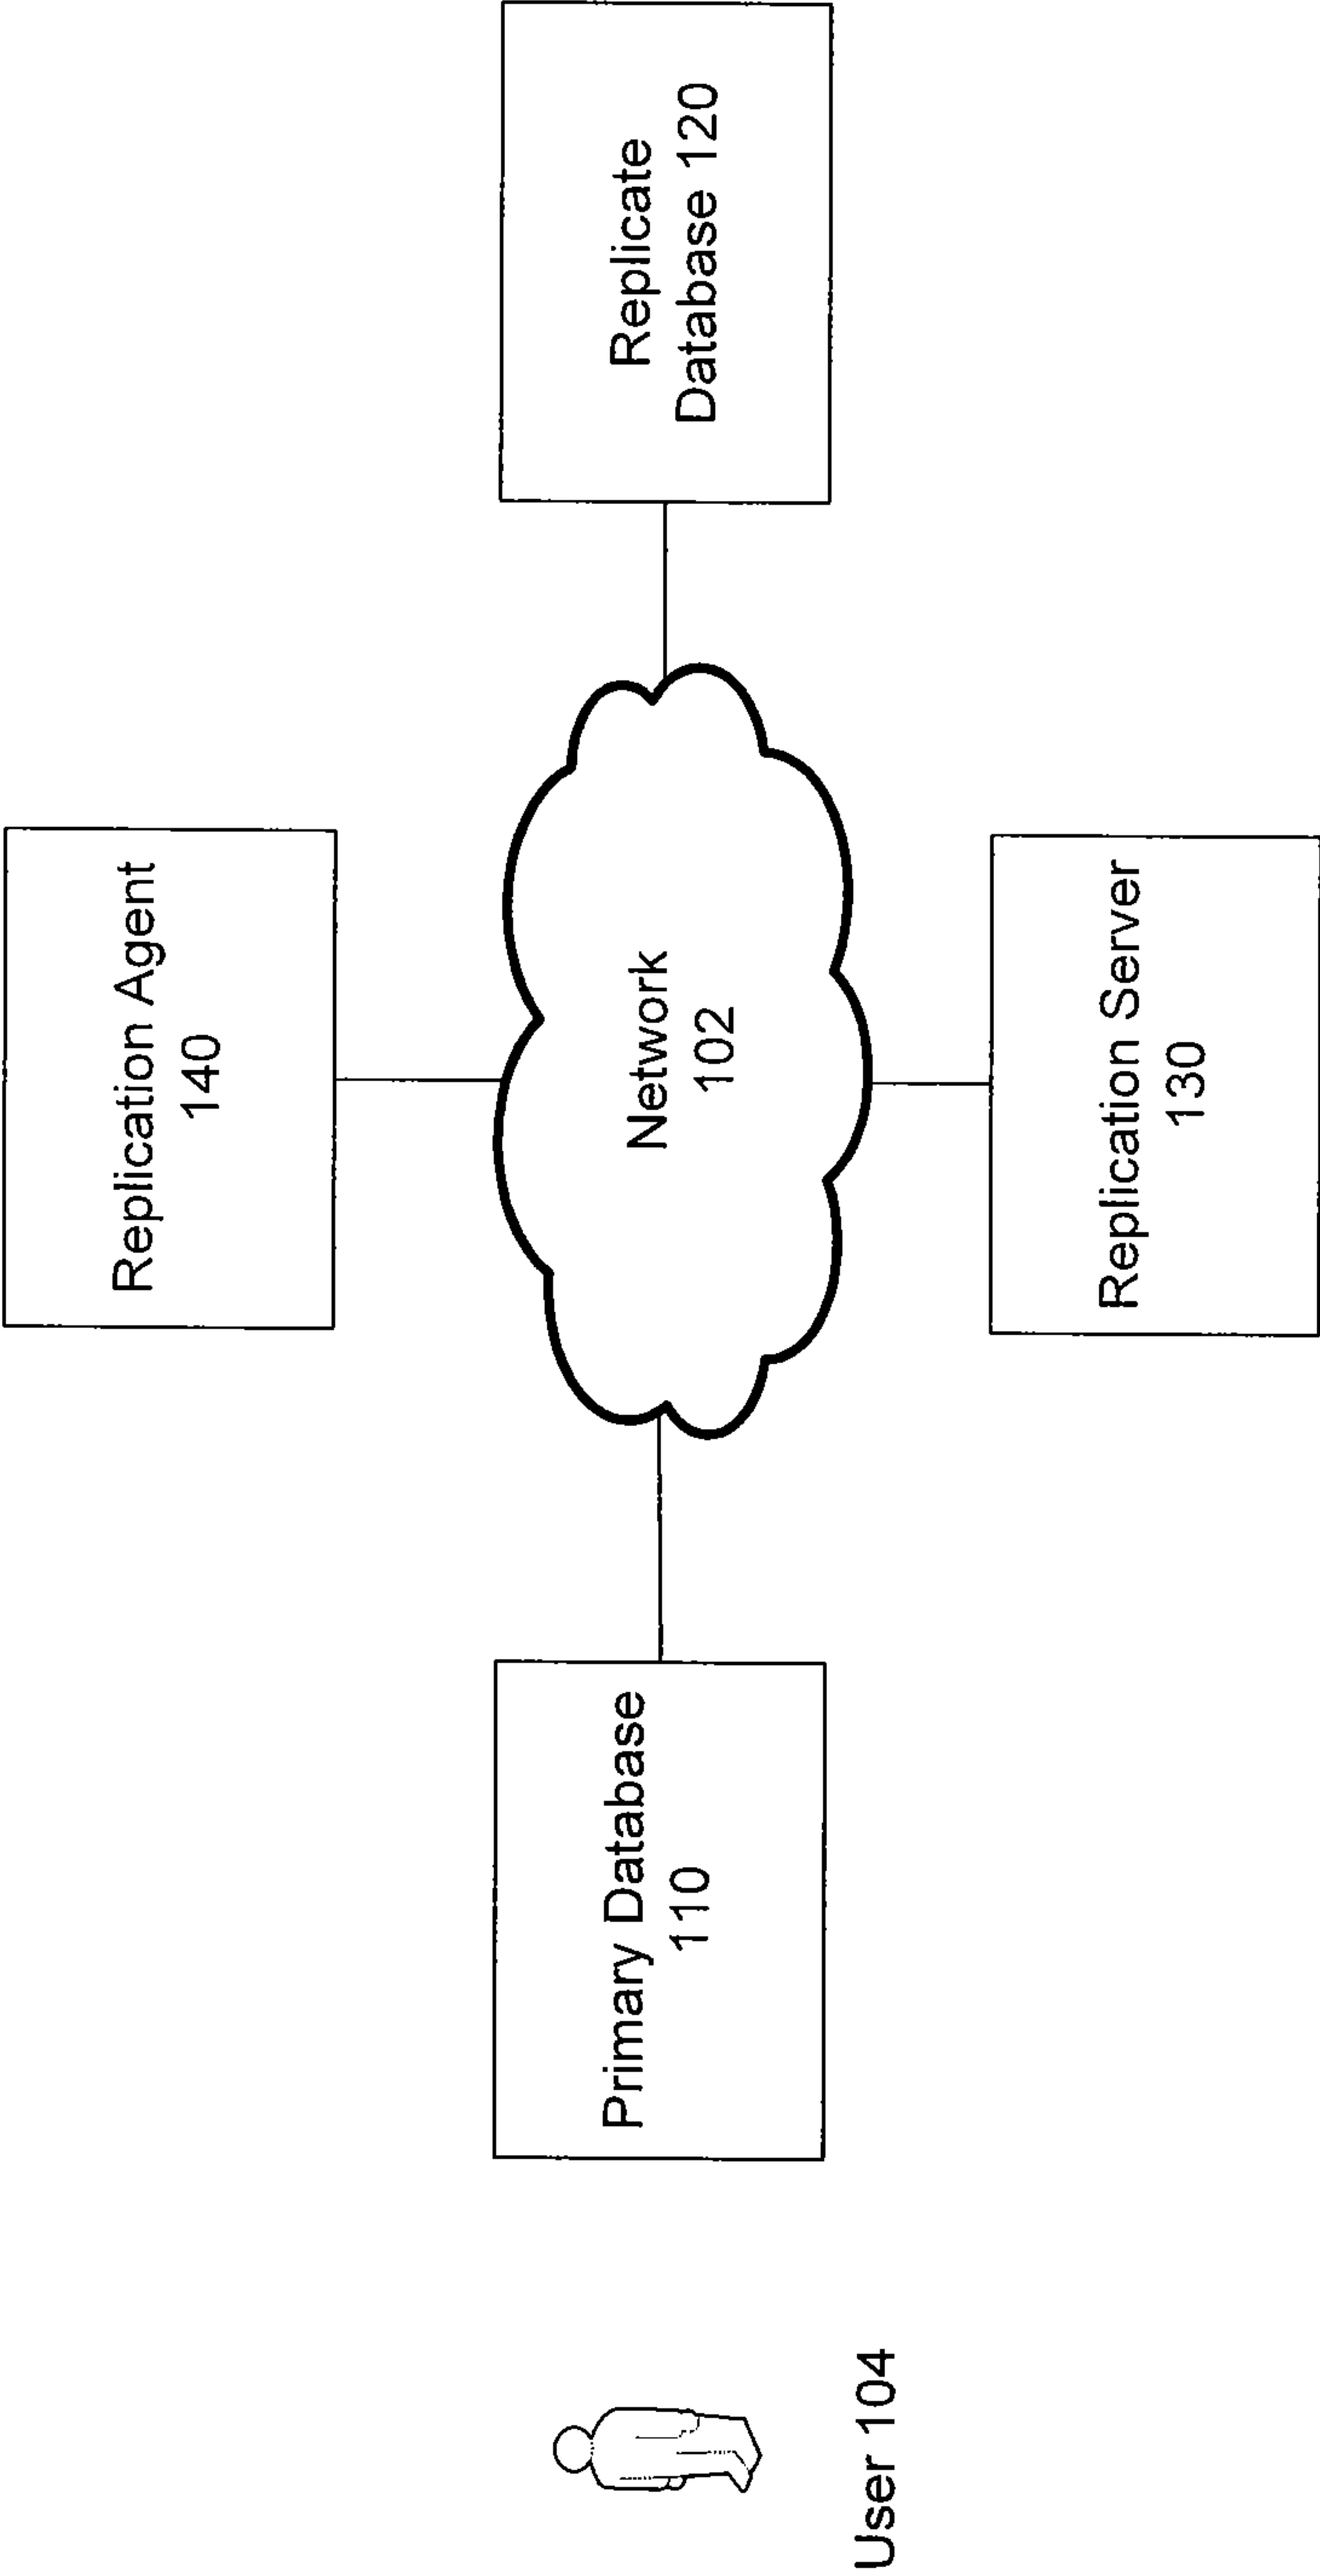 Replication Agent
140
Primary Database
110
Network
102
Replicate
Database 120
User 104
Replication Server
130